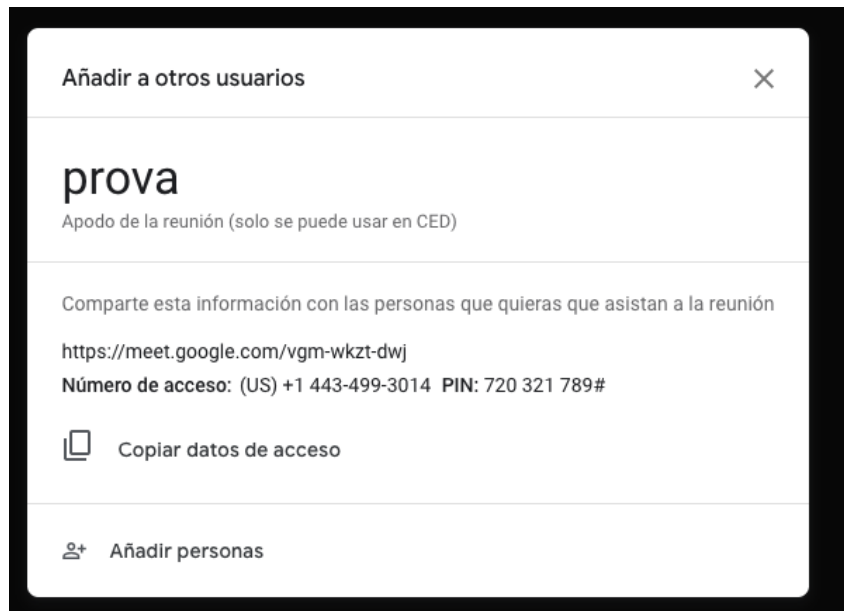 Añadir a otros usuarios
prova
Apodo de la reunión (solo se puede usar en CED)
Comparte esta información con las personas que quieras que asistan a la reunión
https://meet.google.com/vgm-wkzt-dwj
Número de acceso: (US) +1 443-499-3014 PIN: 720 321 789#
Copiar datos de acceso
Añadir personas